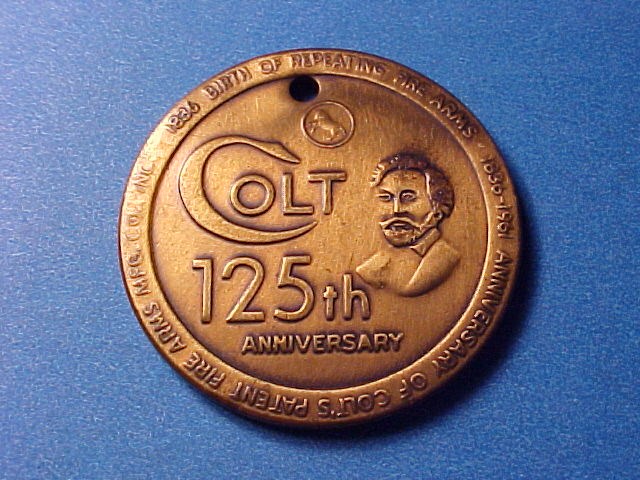 1836 BIRTH OF REPEATING FIRE ARMS · 1836-1961 ANNIVERSARY OF COLT'S PATENT FIRE ARMS MFG. CO., INC.
COLT
125th
ANNIVERSARY